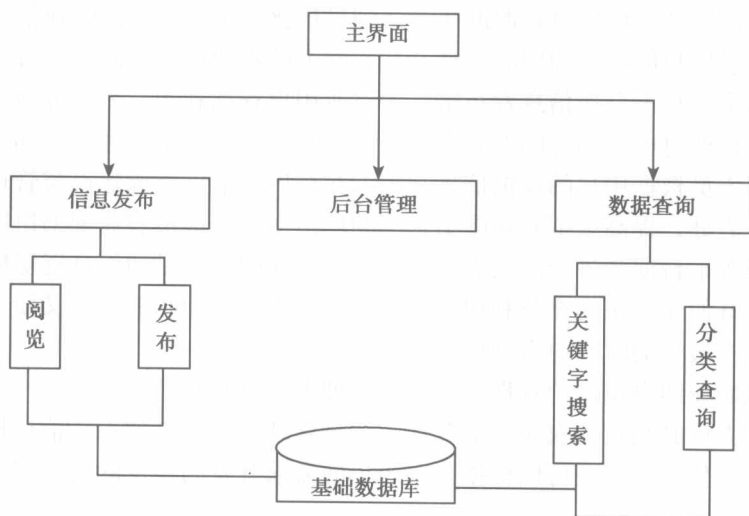 主界面
信息发布
后台管理
数据查询
阅览
发布
关键字搜索
分类查询
基础数据库